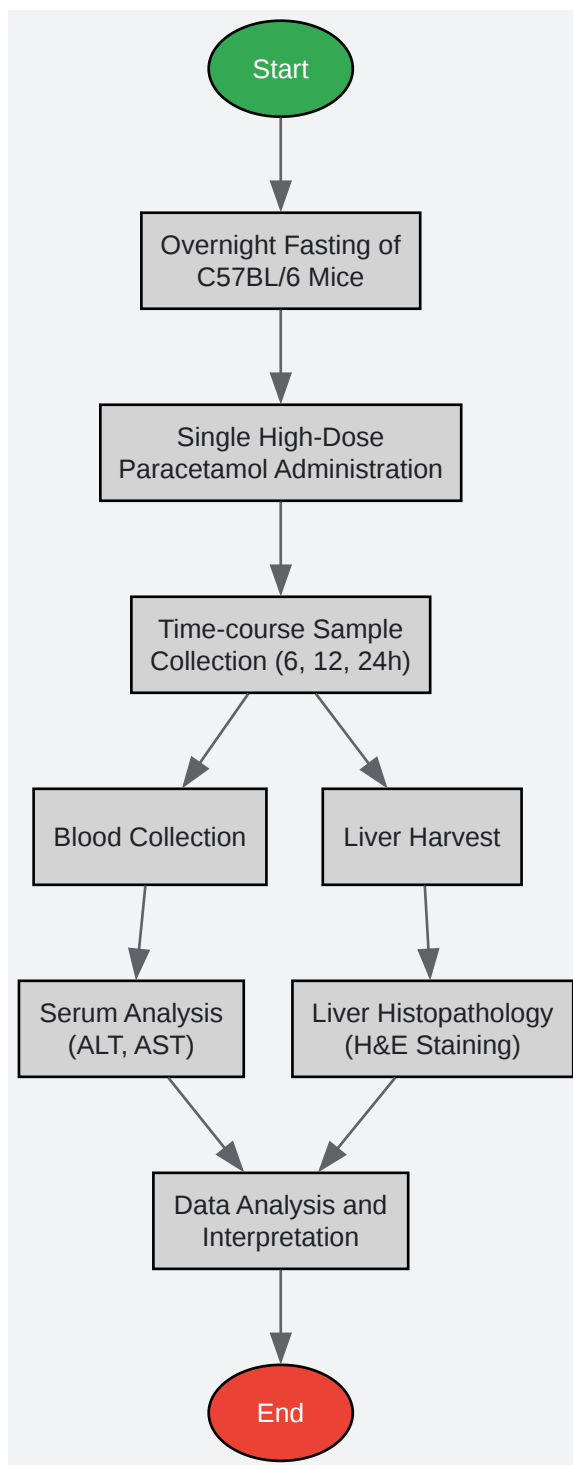 Start
Overnight Fasting of
C57BL/6 Mice
Single High-Dose
Paracetamol Administration
Time-course Sample
Collection (6, 12, 24h)
Blood Collection
Liver Harvest
Serum Analysis
(ALT, AST)
Liver Histopathology
(H&E Staining)
Data Analysis and
Interpretation
End